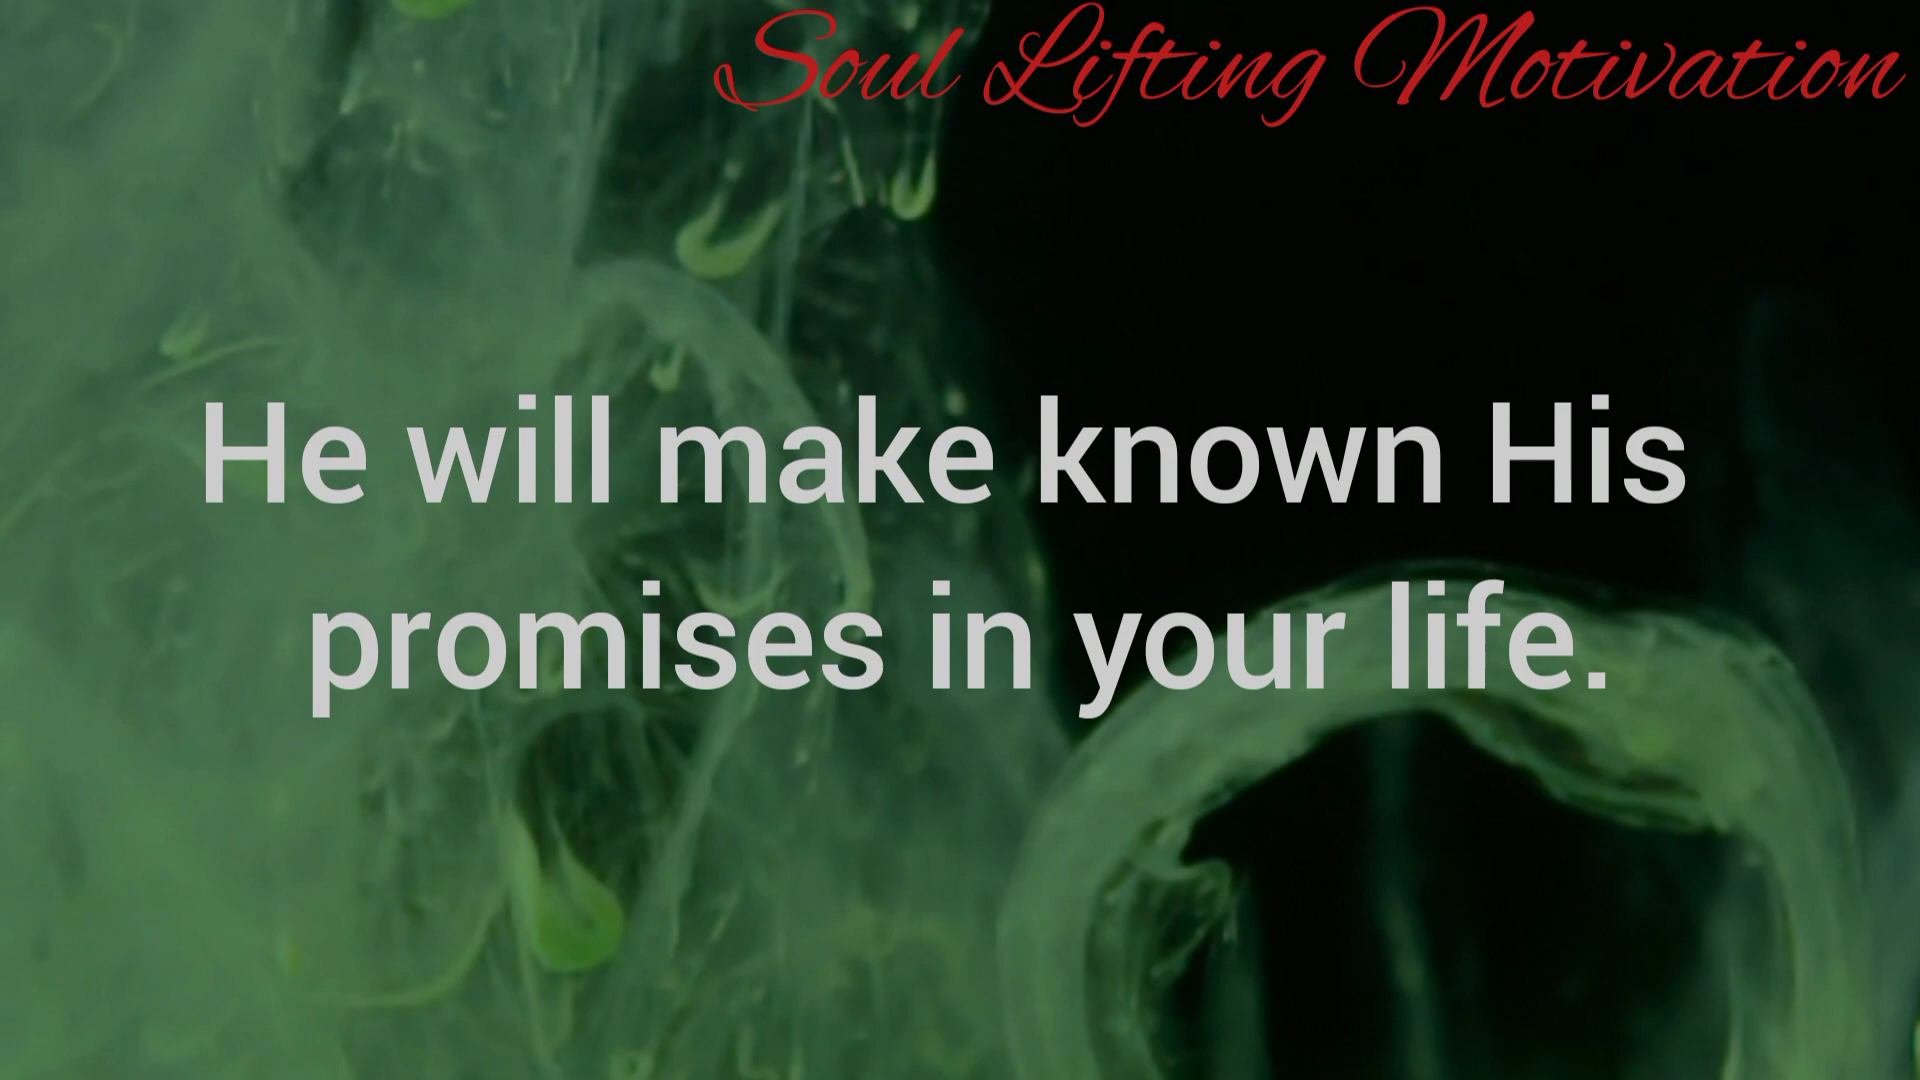 Soul Lifting Motivation
He will make known His
promises in your life.